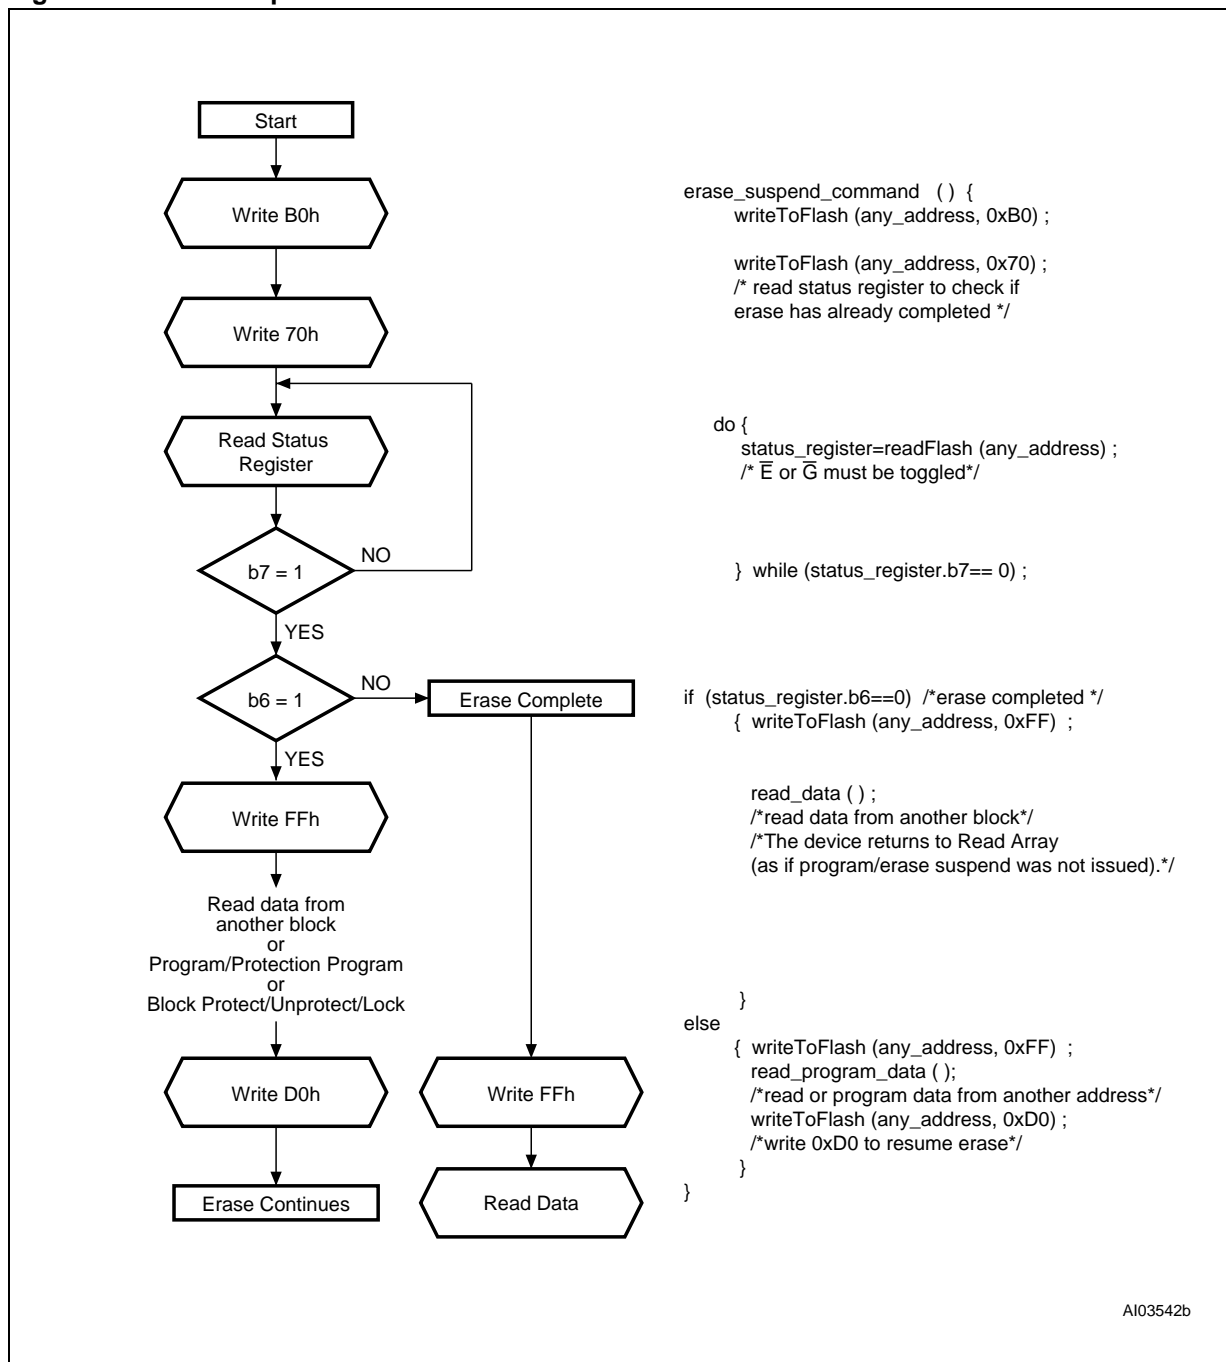 Start
Write B0h
Write 70h
Read Status
Register
NO
b7 = 1
YES
NO
b6 = 1
Erase Complete
YES
Write FFh
Read data from
another block
or
Program/Protection Program
or
Block Protect/Unprotect/Lock
Write D0h
Write FFh
Erase Continues
Read Data
erase_suspend_command ( ) {
writeToFlash (any_address, 0xB0) ;
writeToFlash (any_address, 0x70) ;
/* read status register to check if
erase has already completed */
do {
status_register=readFlash (any_address) ;
/* E̅ or G̅ must be toggled*/
} while (status_register.b7== 0) ;
if (status_register.b6==0) /*erase completed */
{ writeToFlash (any_address, 0xFF) ;
read_data ( ) ;
/*read data from another block*/
/*The device returns to Read Array
(as if program/erase suspend was not issued).*/
}
else
{ writeToFlash (any_address, 0xFF) ;
read_program_data ( );
/*read or program data from another address*/
writeToFlash (any_address, 0xD0) ;
/*write 0xD0 to resume erase*/
}
}
AI03542b